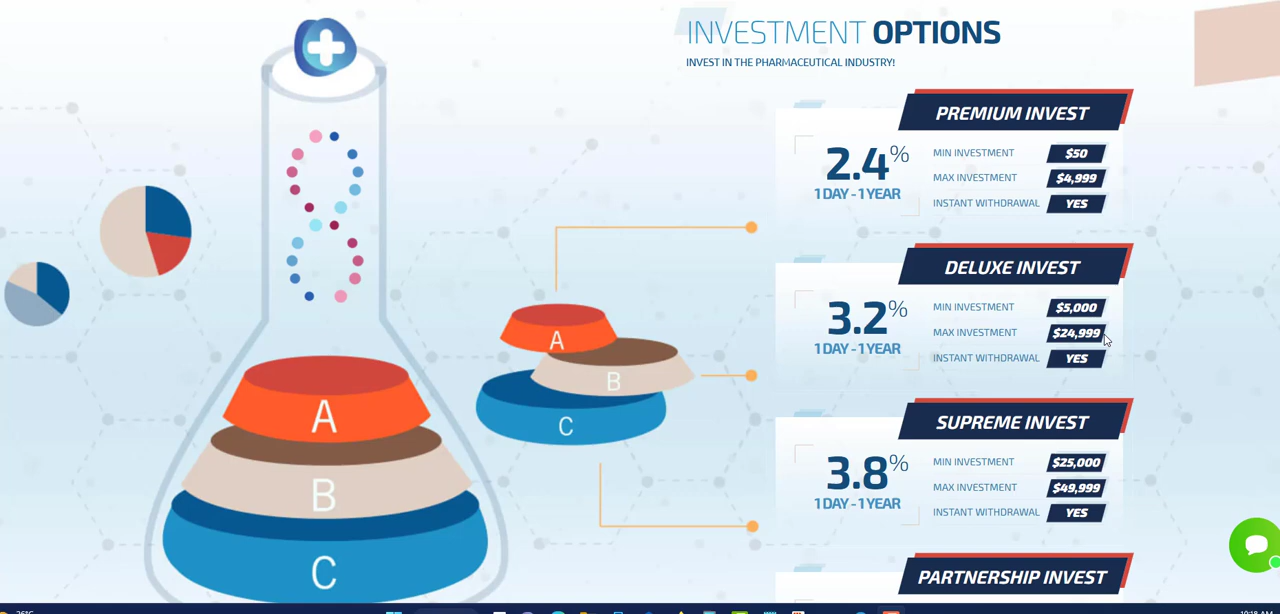 INVESTMENT OPTIONS
INVEST IN THE PHARMACEUTICAL INDUSTRY!
PREMIUM INVEST
2.4%
1 DAY - 1 YEAR
MIN INVESTMENT $50
MAX INVESTMENT $4,999
INSTANT WITHDRAWAL YES
DELUXE INVEST
3.2%
1 DAY - 1 YEAR
MIN INVESTMENT $5,000
MAX INVESTMENT $24,999
INSTANT WITHDRAWAL YES
SUPREME INVEST
3.8%
1 DAY - 1 YEAR
MIN INVESTMENT $25,000
MAX INVESTMENT $49,999
INSTANT WITHDRAWAL YES
PARTNERSHIP INVEST
A
B
C
A
B
C